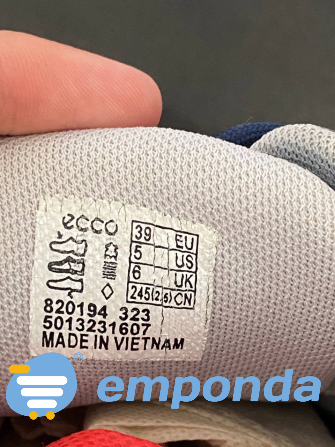 ecco
39 EU
5 US
6 UK
245(2,5) CN
820194 323
5013231607
MADE IN VIETNAM
emponda